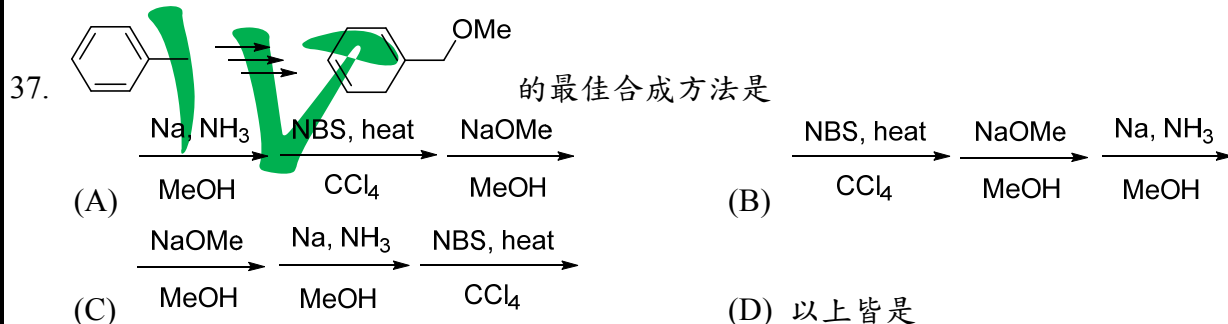 OMe
37. 的最佳合成方法是
Na, NH3 NBS, heat NaOMe
MeOH CCl4 MeOH
(A)
NBS, heat NaOMe Na, NH3
CCl4 MeOH MeOH
(B)
NaOMe Na, NH3 NBS, heat
MeOH MeOH CCl4
(C)
(D) 以上皆是